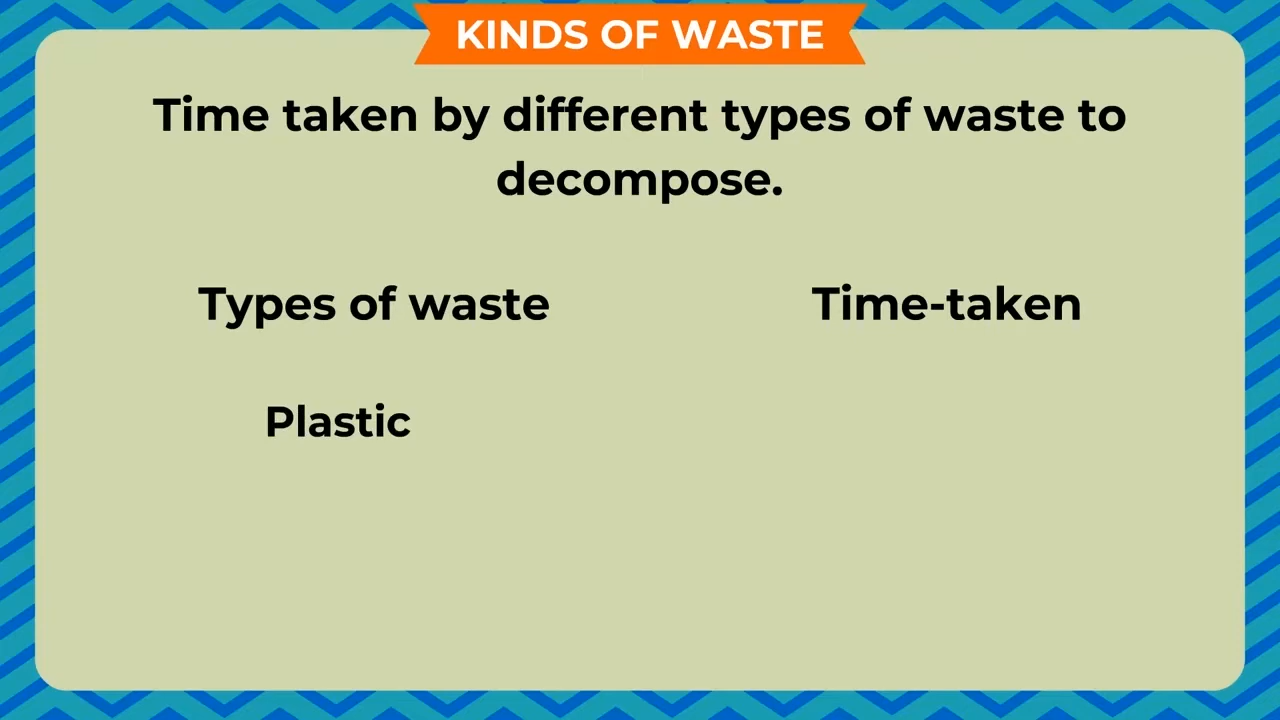 KINDS OF WASTE
Time taken by different types of waste to
decompose.
Types of waste
Time-taken
Plastic